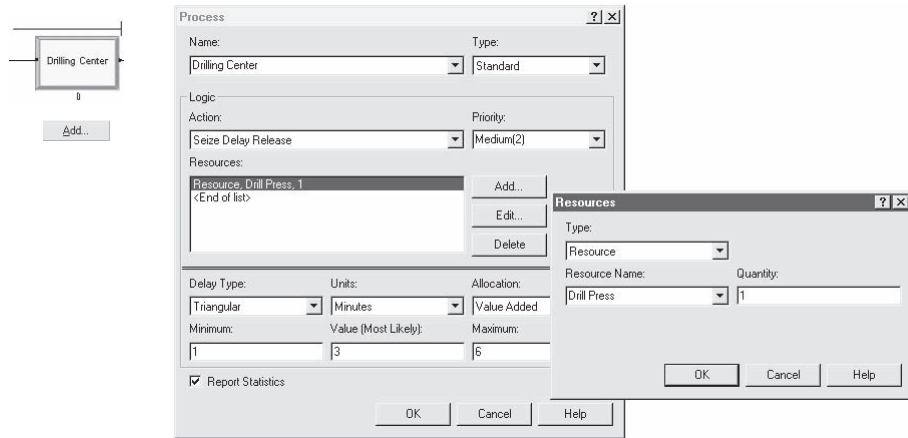 Drilling Center
0
Add...
Process
? ×
Name:
Type:
Drilling Center
Standard
Logic
Action:
Priority:
Seize Delay Release
Medium(2)
Resources:
Resource, Drill Press, 1
<End of list>
Add...
Edit...
Delete
Delay Type:
Units:
Allocation:
Triangular
Minutes
Value Added
Minimum:
Value (Most Likely):
Maximum:
1
3
6
Report Statistics
OK
Cancel
Help
Resources
? ×
Type:
Resource
Resource Name:
Quantity:
Drill Press
1
OK
Cancel
Help